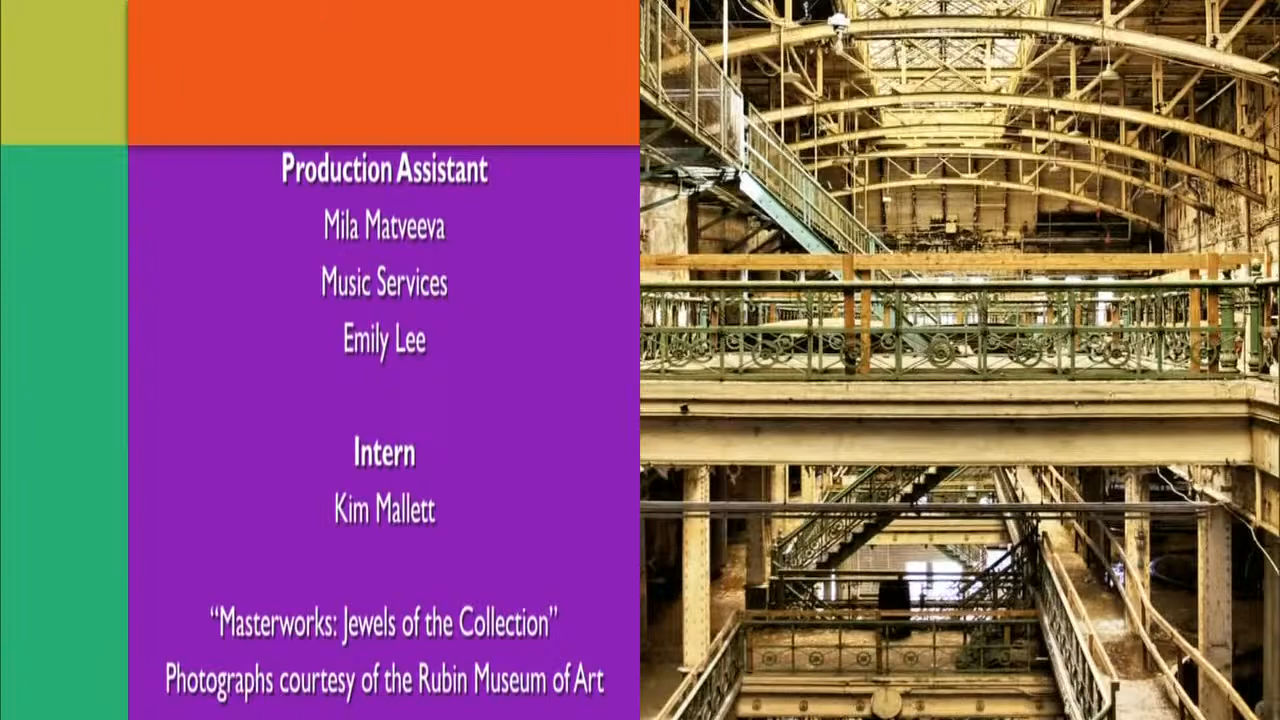 Production Assistant
Mila Matveeva
Music Services
Emily Lee
Intern
Kim Mallett
“Masterworks: Jewels of the Collection”
Photographs courtesy of the Rubin Museum of Art